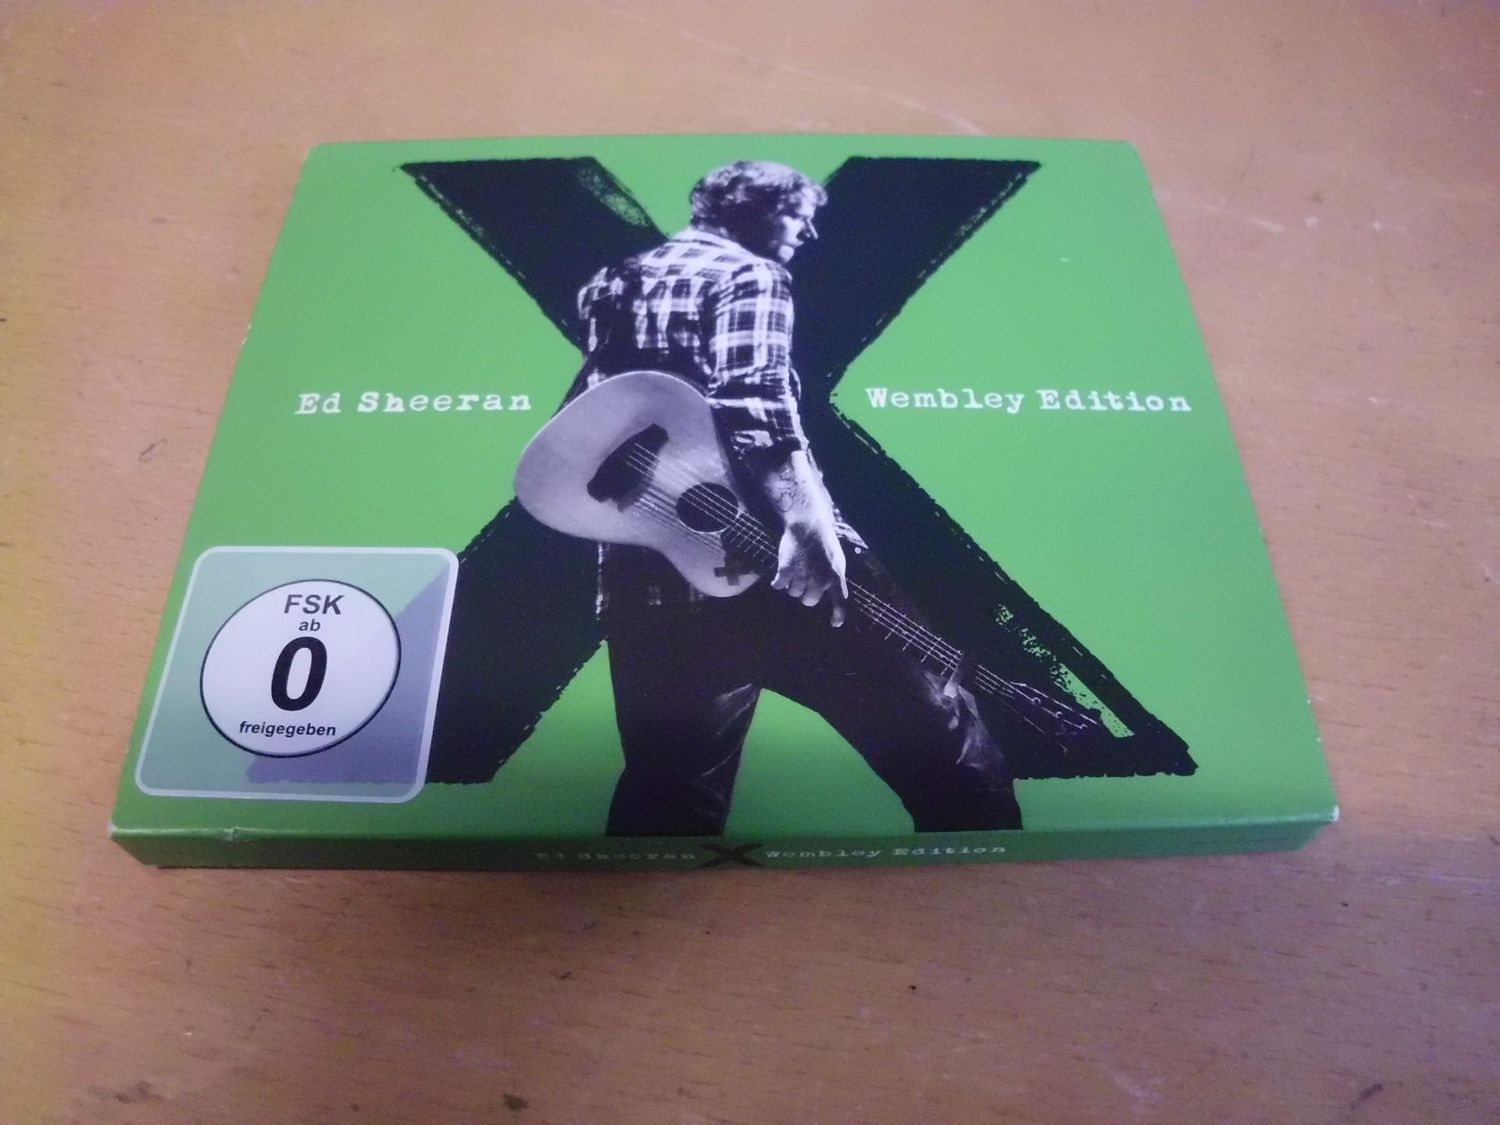 Ed Sheeran
X
Wembley Edition
FSK
ab
0
freigegeben
Ed Sheeran X Wembley Edition